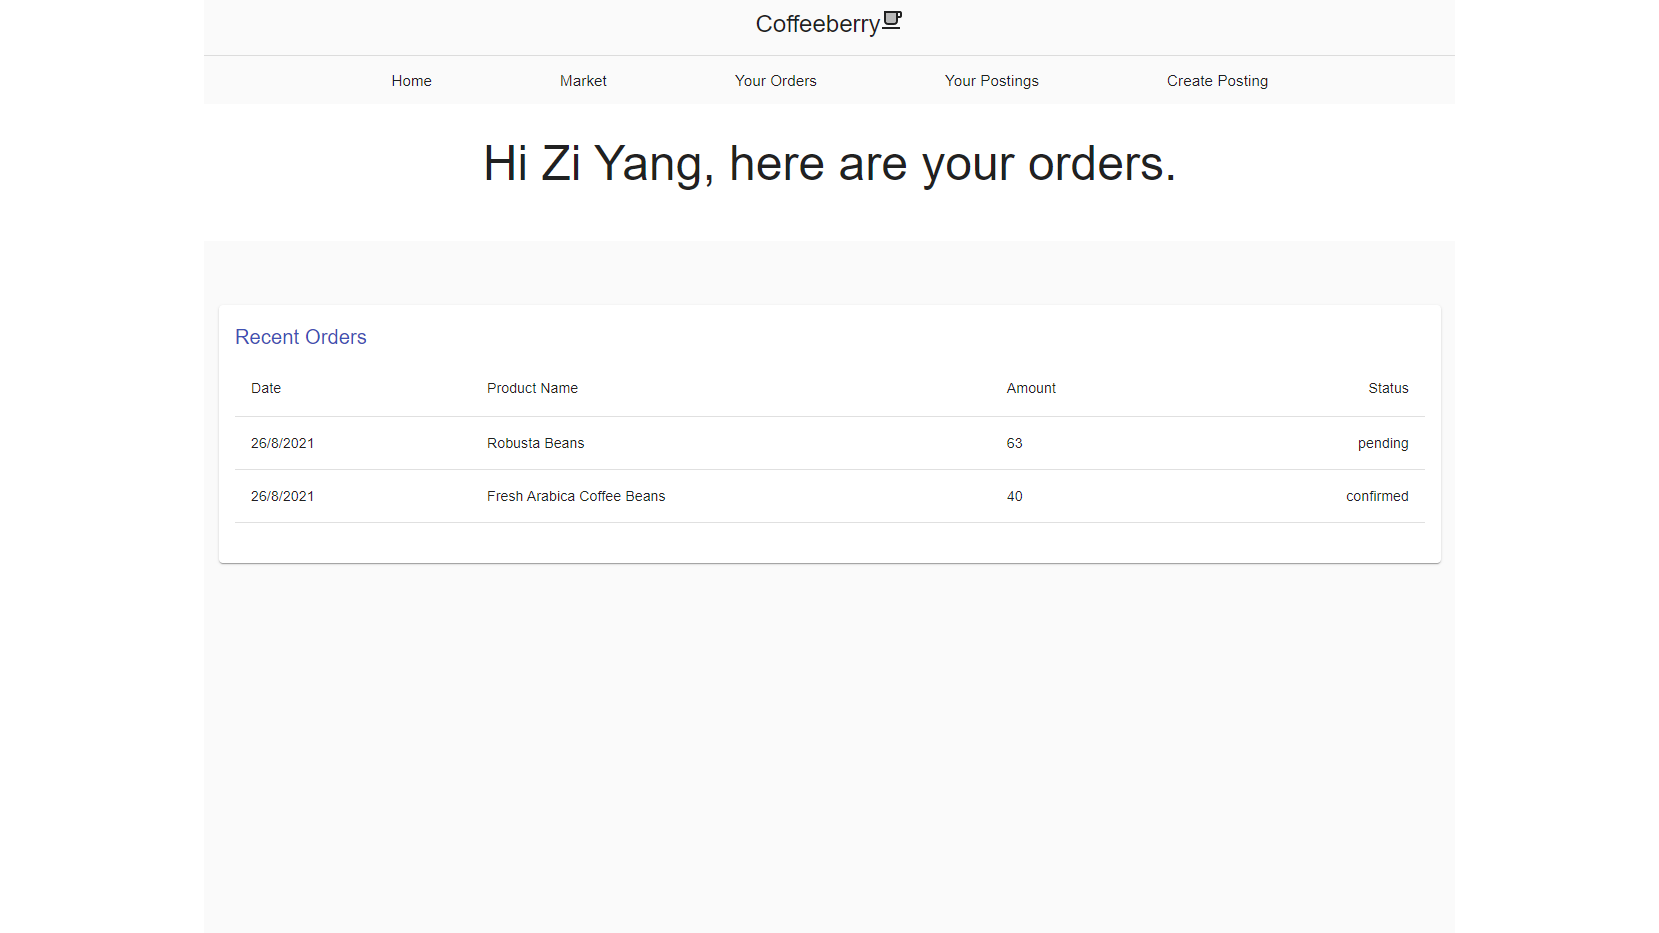 Coffeeberry
Home Market Your Orders Your Postings Create Posting
Hi Zi Yang, here are your orders.
Recent Orders
Date Product Name Amount Status
26/8/2021 Robusta Beans 63 pending
26/8/2021 Fresh Arabica Coffee Beans 40 confirmed